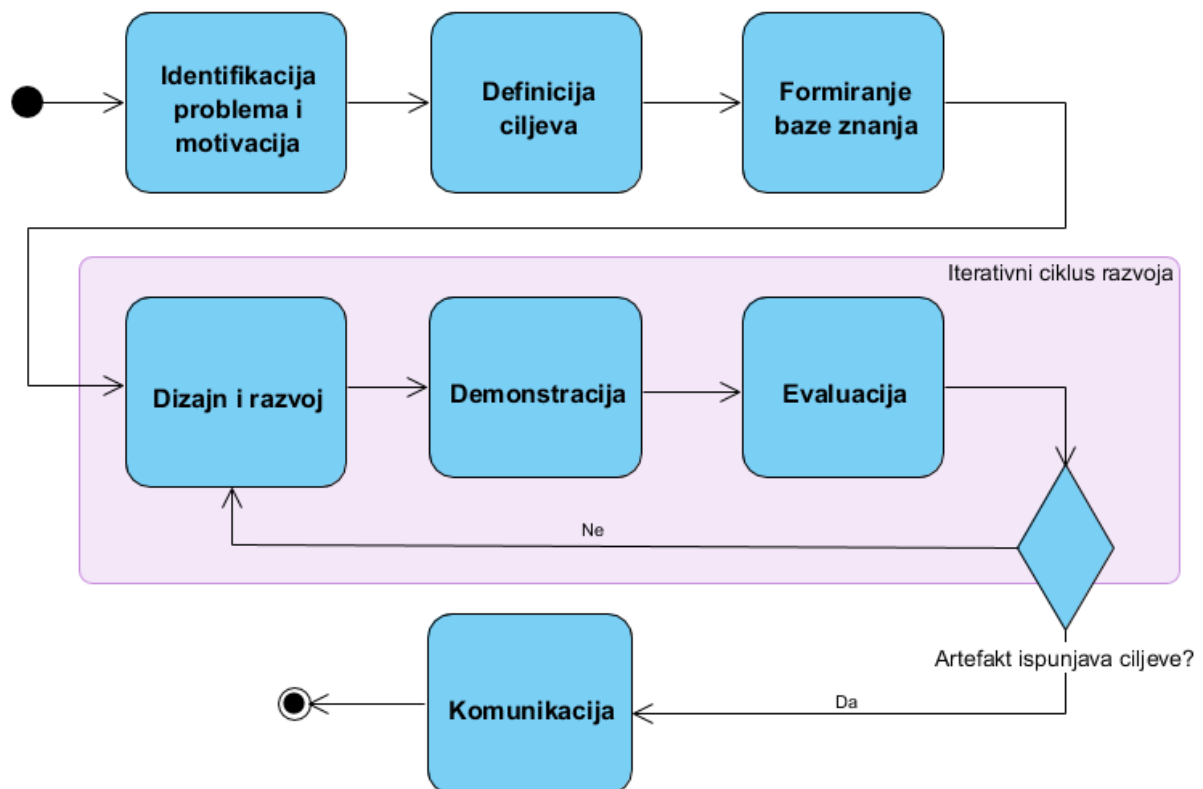 Identifikacija
problema i
motivacija
Definicija
ciljeva
Formiranje
baze znanja
Iterativni ciklus razvoja
Dizajn i razvoj
Demonstracija
Evaluacija
Ne
Artefakt ispunjava ciljeve?
Da
Komunikacija